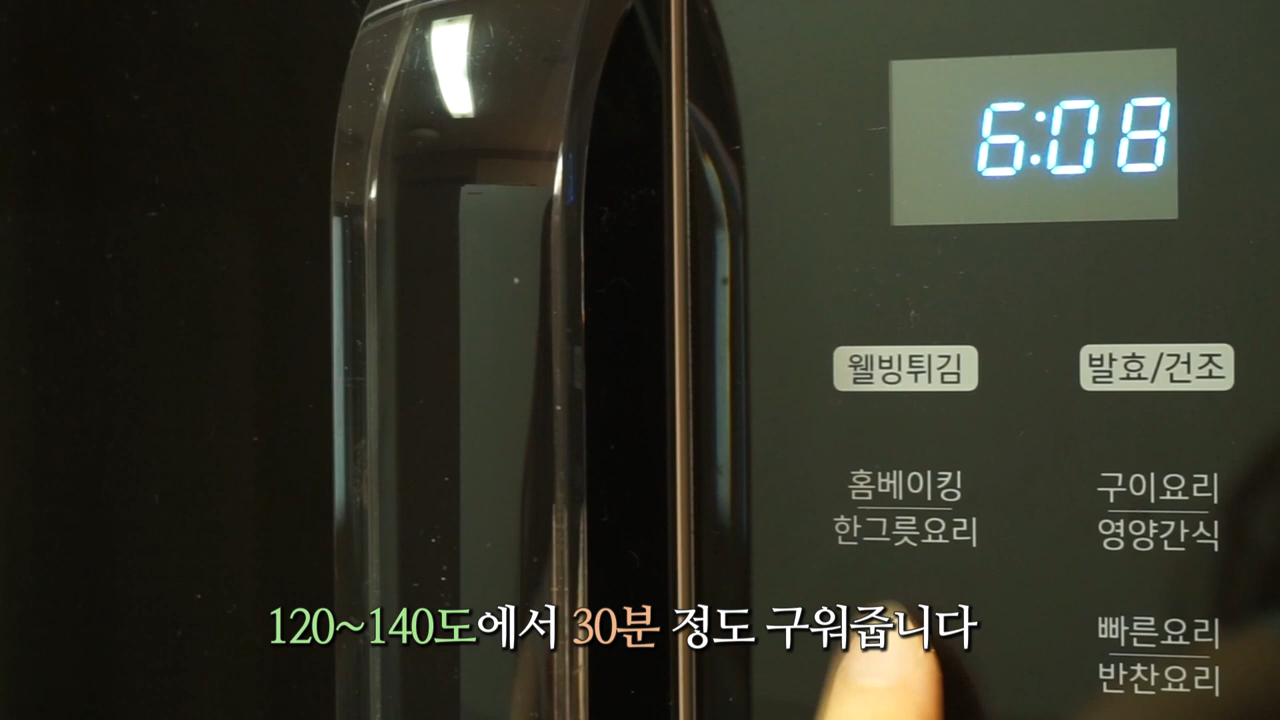 6:08
웰빙튀김
발효/건조
홈베이킹
한그릇요리
구이요리
영양간식
120~140도에서 30분 정도 구워줍니다
빠른요리
반찬요리